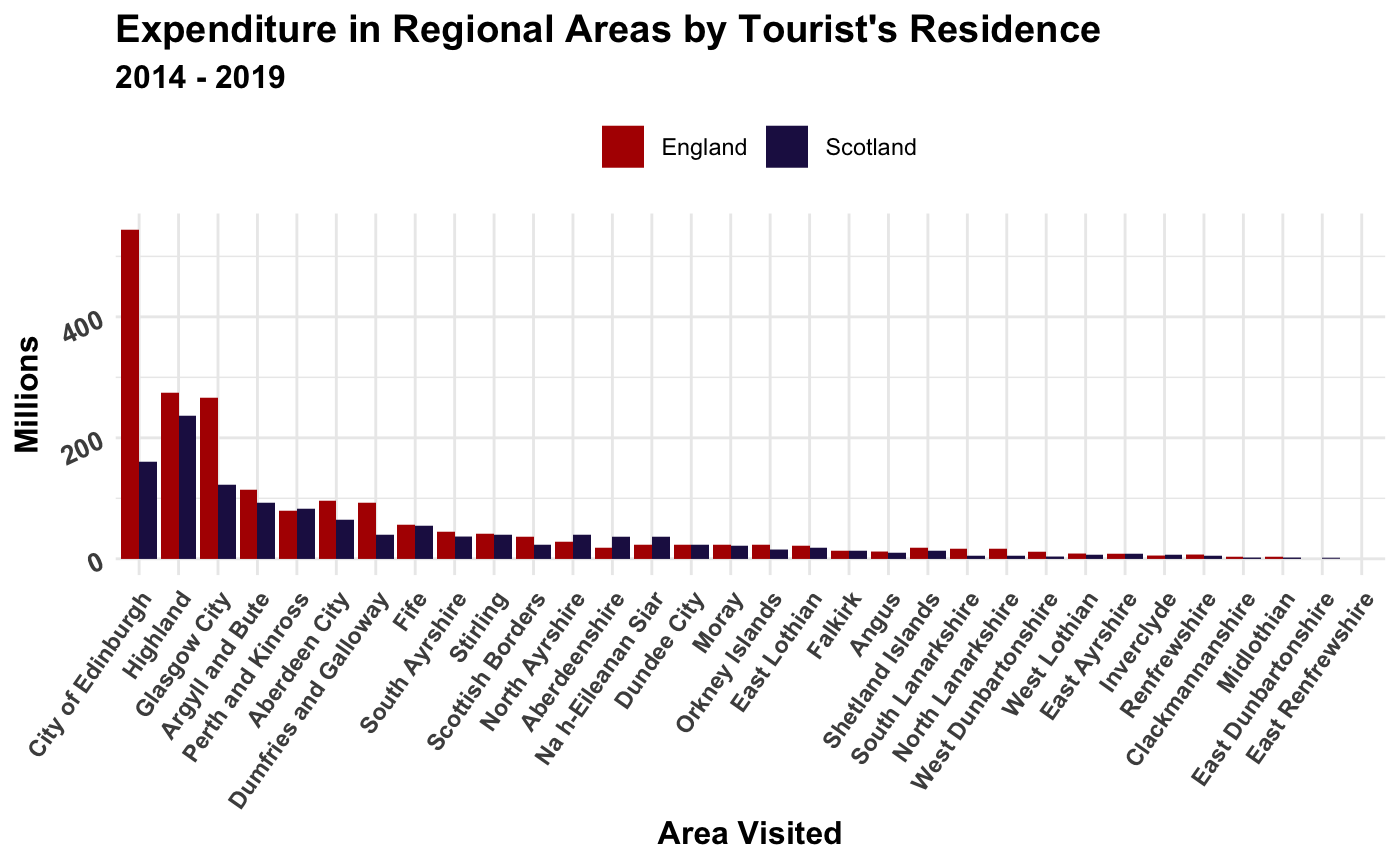 Expenditure in Regional Areas by Tourist's Residence
2014 - 2019
England
Scotland
Millions
400
200
0
City of Edinburgh
Highland
Glasgow City
Argyll and Bute
Perth and Kinross
Aberdeen City
Dumfries and Galloway
Fife
South Ayrshire
Stirling
Scottish Borders
North Ayrshire
Aberdeenshire
Na h-Eileanan Siar
Dundee City
Moray
Orkney Islands
East Lothian
Falkirk
Angus
Shetland Islands
South Lanarkshire
North Lanarkshire
West Dunbartonshire
West Lothian
East Ayrshire
Inverclyde
Renfrewshire
Clackmannanshire
Midlothian
East Dunbartonshire
East Renfrewshire
Area Visited